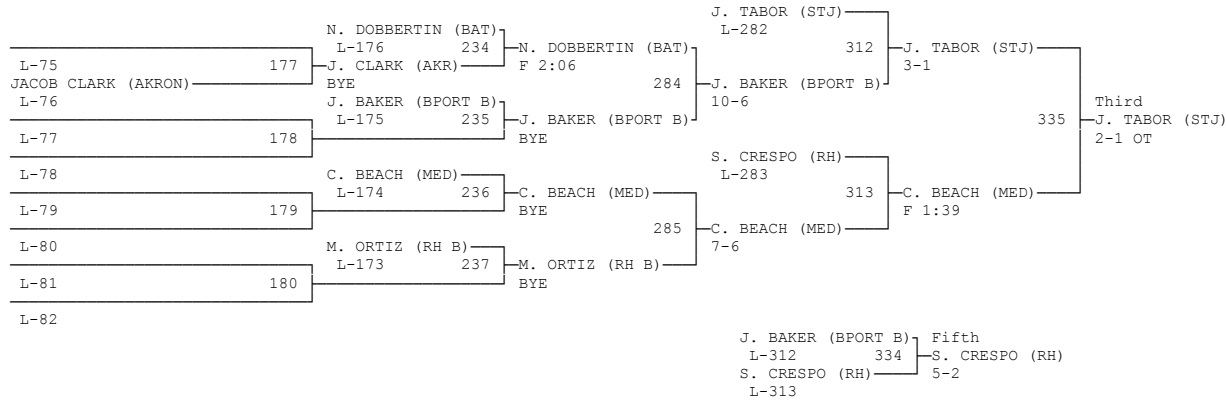 J. TABOR (STJ)
N. DOBBERTIN (BAT) L-282
L-176 234 N. DOBBERTIN (BAT) 312 J. TABOR (STJ)
L-75 177 J. CLARK (AKR) F 2:06 3-1
JACOB CLARK (AKRON) BYE 284 J. BAKER (BPORT B)
L-76 J. BAKER (BPORT B) 10-6 Third
L-175 235 J. BAKER (BPORT B) 335 J. TABOR (STJ)
L-77 178 BYE 2-1 OT
S. CRESPO (RH)
L-78 C. BEACH (MED) L-283
L-174 236 C. BEACH (MED) 313 C. BEACH (MED)
L-79 179 BYE F 1:39
285 C. BEACH (MED)
L-80 M. ORTIZ (RH B) 7-6
L-173 237 M. ORTIZ (RH B)
L-81 180 BYE
L-82
J. BAKER (BPORT B) Fifth
L-312 334 S. CRESPO (RH)
S. CRESPO (RH) 5-2
L-313